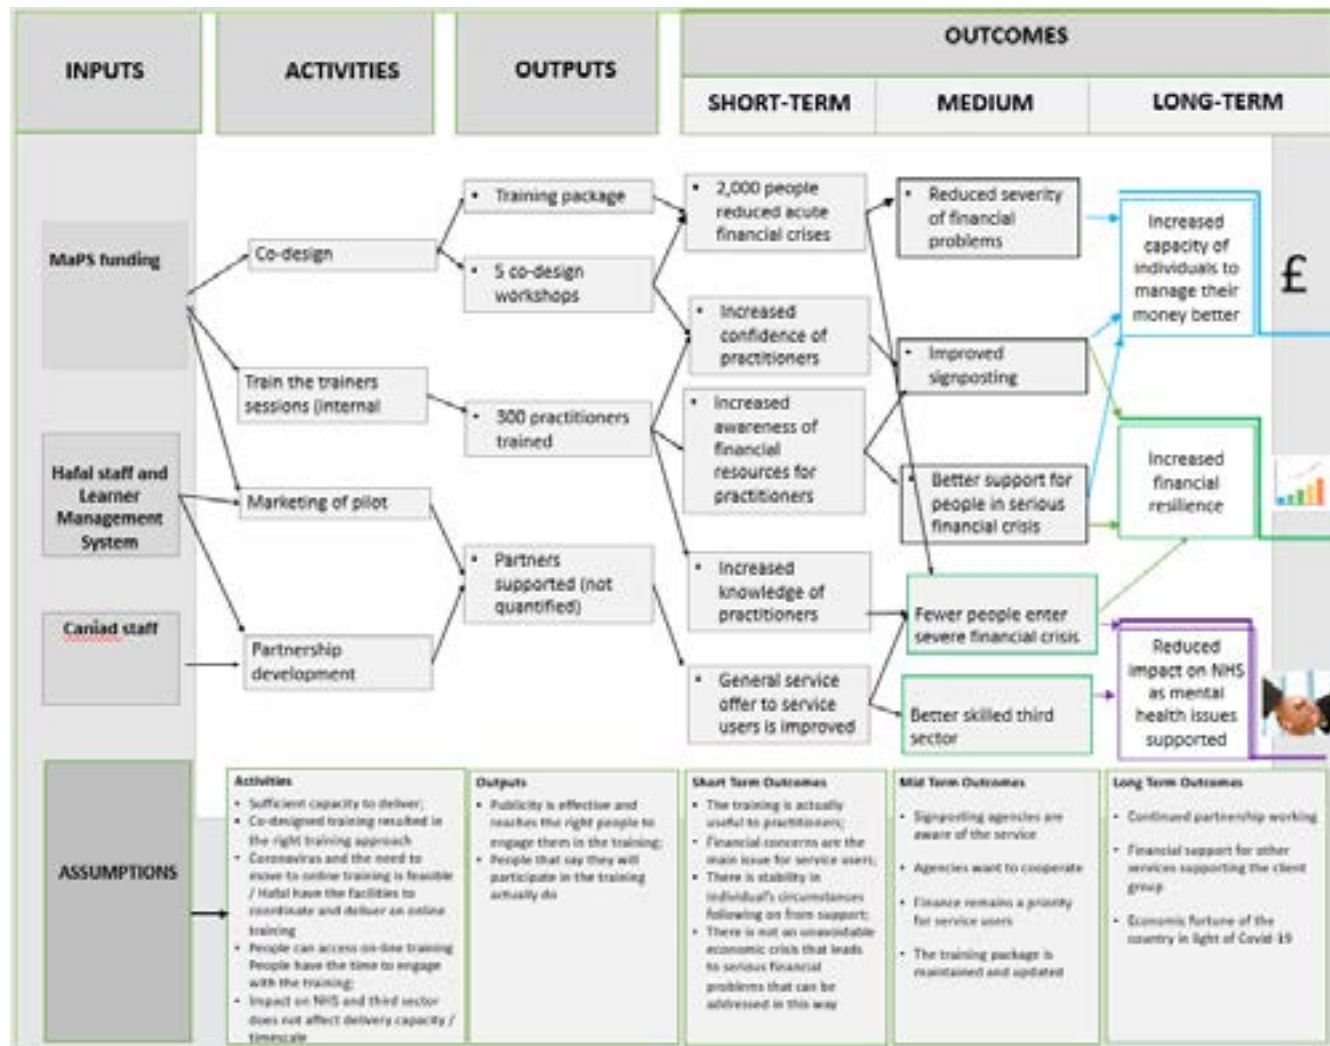 INPUTS
ACTIVITIES
OUTPUTS
OUTCOMES
SHORT-TERM
MEDIUM
LONG-TERM
MaPS funding
Hafal staff and
Learner
Management
System
Caniad staff
Co-design
Train the trainers
sessions (internal
Marketing of pilot
Partnership
development
• Training package
• 5 co-design
workshops
• 300 practitioners
trained
• Partners
supported (not
quantified)
• 2,000 people
reduced acute
financial crises
• Increased
confidence of
practitioners
• Increased
awareness of
financial
resources for
practitioners
• Increased
knowledge of
practitioners
• General service
offer to service
users is improved
• Reduced severity
of financial
problems
• Improved
signposting
• Better support for
people in serious
financial crisis
Fewer people enter
severe financial crisis
Better skilled third
sector
Increased
capacity of
individuals to
manage their
money better
£
Increased
financial
resilience
Reduced
impact on NHS
as mental
health issues
supported
ASSUMPTIONS
Activities
• Sufficient capacity to deliver;
• Co-designed training resulted in
the right training approach
• Coronavirus and the need to
move to online training is feasible
/ Hafal have the facilities to
coordinate and deliver an online
training
• People can access on-line training
People have the time to engage
with the training;
• Impact on NHS and third sector
does not affect delivery capacity /
timescale
Outputs
• Publicity is effective and
reaches the right people to
engage them in the training;
• People that say they will
participate in the training
actually do
Short Term Outcomes
• The training is actually
useful to practitioners;
• Financial concerns are the
main issue for service users;
• There is stability in
individual's circumstances
following on from support;
• There is not an unavoidable
economic crisis that leads
to serious financial
problems that can be
addressed in this way
Mid Term Outcomes
• Signposting agencies are
aware of the service
• Agencies want to cooperate
• Finance remains a priority
for service users
• The training package is
maintained and updated
Long Term Outcomes
• Continued partnership working
• Financial support for other
services supporting the client
group
• Economic fortune of the
country in light of Covid-19